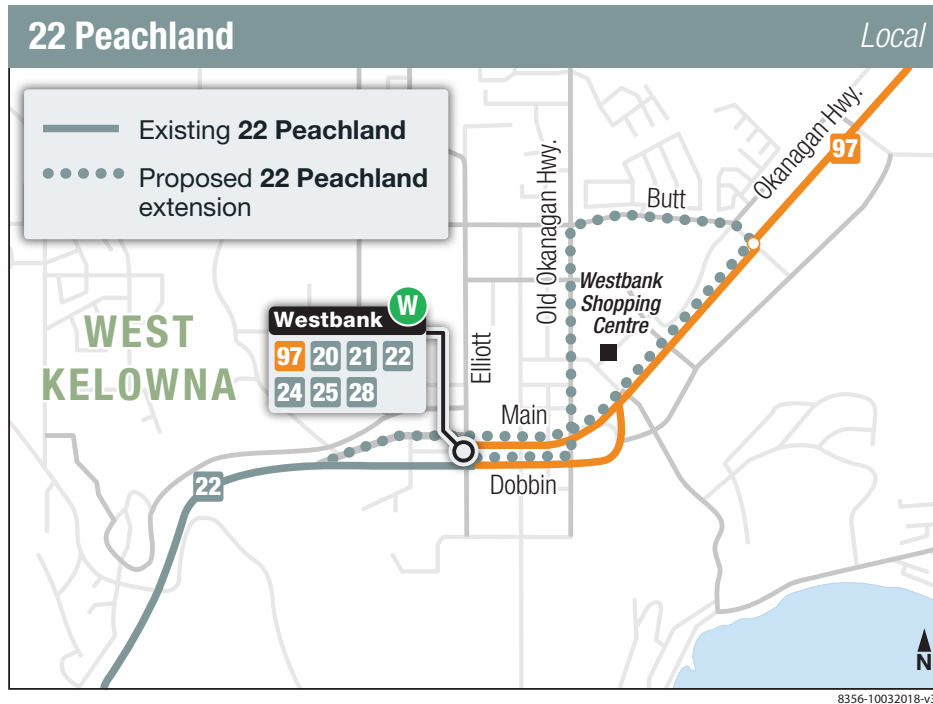 22 Peachland
Local
Existing 22 Peachland
Proposed 22 Peachland
extension
Okanagan Hwy.
97
Butt
Old Okanagan Hwy.
Westbank
Shopping
Centre
WEST
KELOWNA
W
Westbank
97 20 21 22
24 25 28
Elliott
Main
22
Dobbin
N
8356-10032018-v3